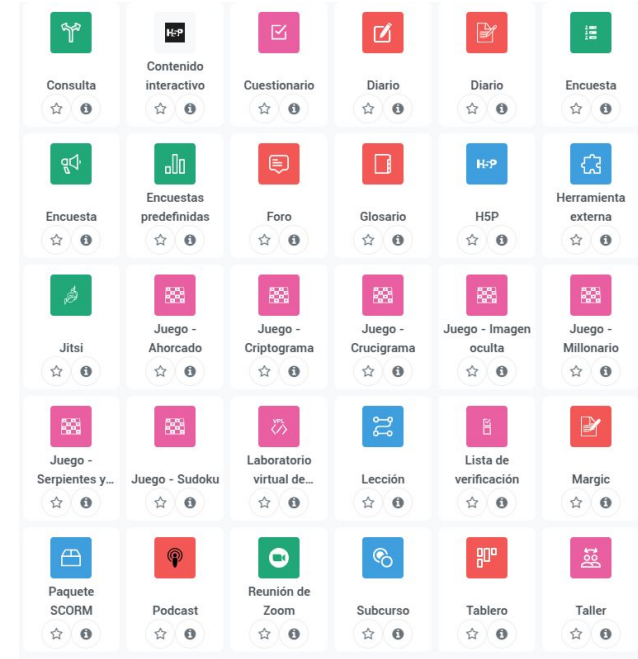 H-P
Consulta
Contenido
interactivo
Cuestionario
Diario
Diario
Encuesta
Encuesta
Encuestas
predefinidas
Foro
Glosario
H-P
H5P
Herramienta
externa
Jitsi
Juego -
Ahorcado
Juego -
Criptograma
Juego -
Crucigrama
Juego - Imagen
oculta
Juego -
Millonario
Juego -
Serpientes y...
Juego - Sudoku
VPL
Laboratorio
virtual de...
Lección
Lista de
verificación
Margic
Paquete
SCORM
Podcast
Reunión de
Zoom
Subcurso
Tablero
Taller